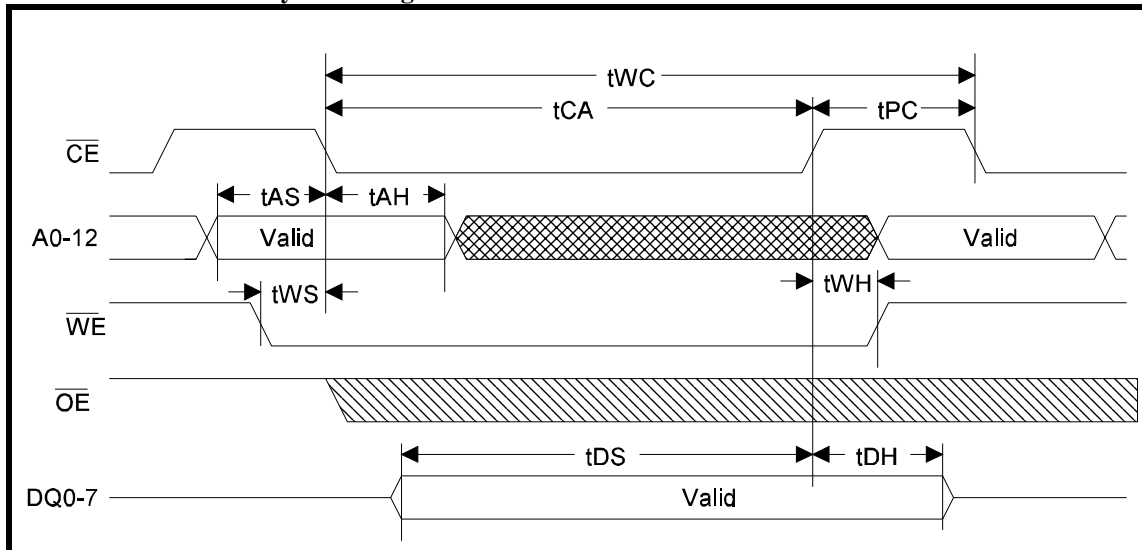 tWC
tCA tPC
CE
tAS tAH
A0-12 Valid Valid
tWS tWH
WE
OE
tDS tDH
DQ0-7 Valid